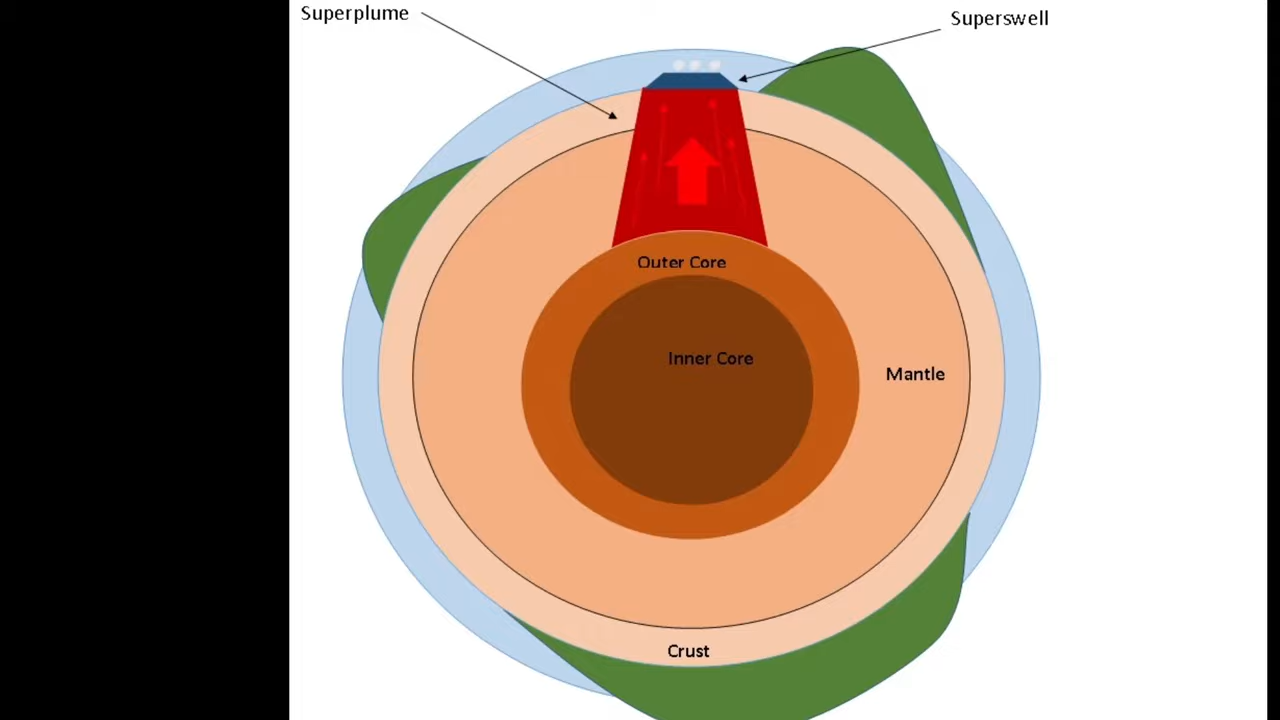 Superplume
Superswell
Outer Core
Inner Core
Mantle
Crust